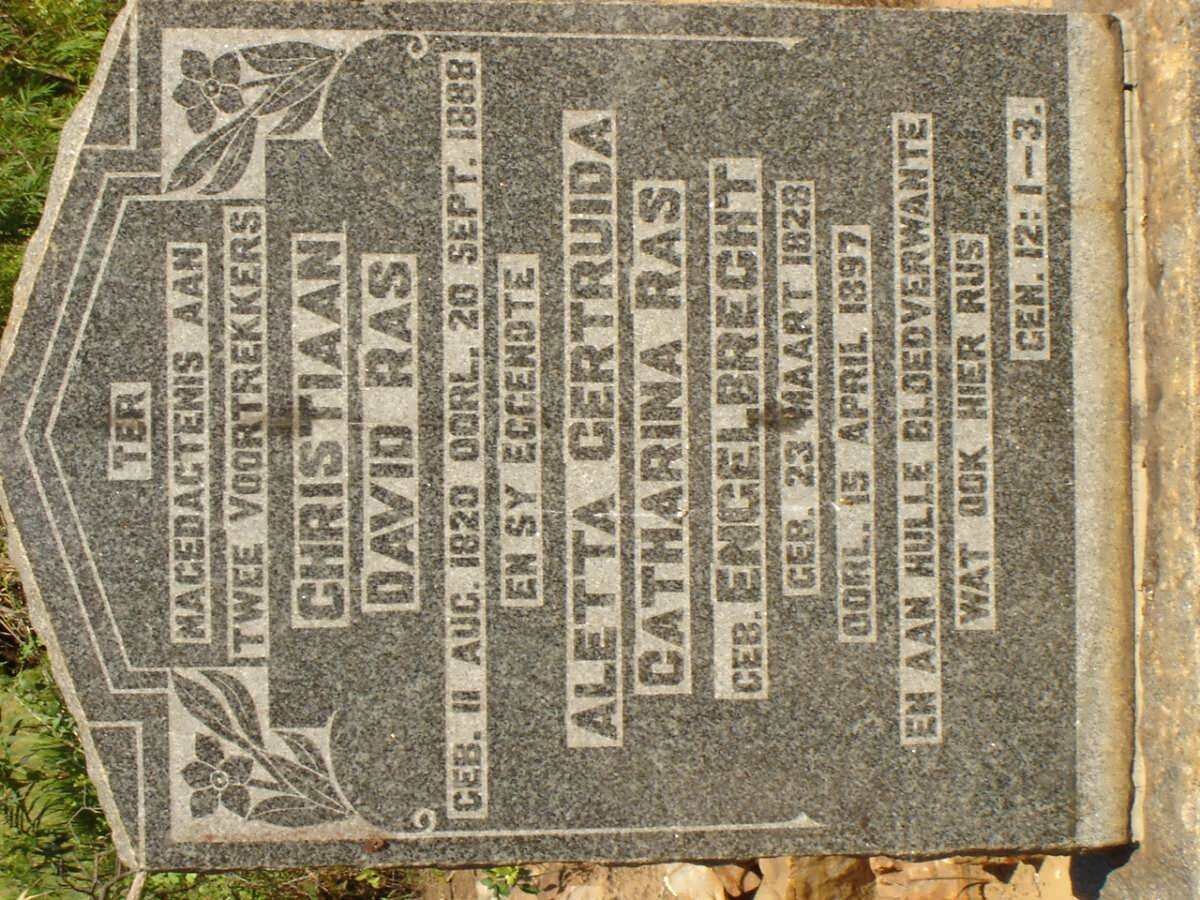 TER
NAGEDAGTENIS AAN
TWEE VOORTREKKERS
CHRISTIAAN
DAVID RAS
GEB. 11 AUG. 1820 OORL. 20 SEPT. 1888
EN SY EGGENOTE
ALETTA GERTRUIDA
CATHARINA RAS
GEB. ENGELBRECHT
GEB. 23 MAART 1828
OORL. 15 APRIL 1897
EN AAN HULLE BLOEDVERWANTE
WAT OOK HIER RUS
GEN. 12: 1-3.